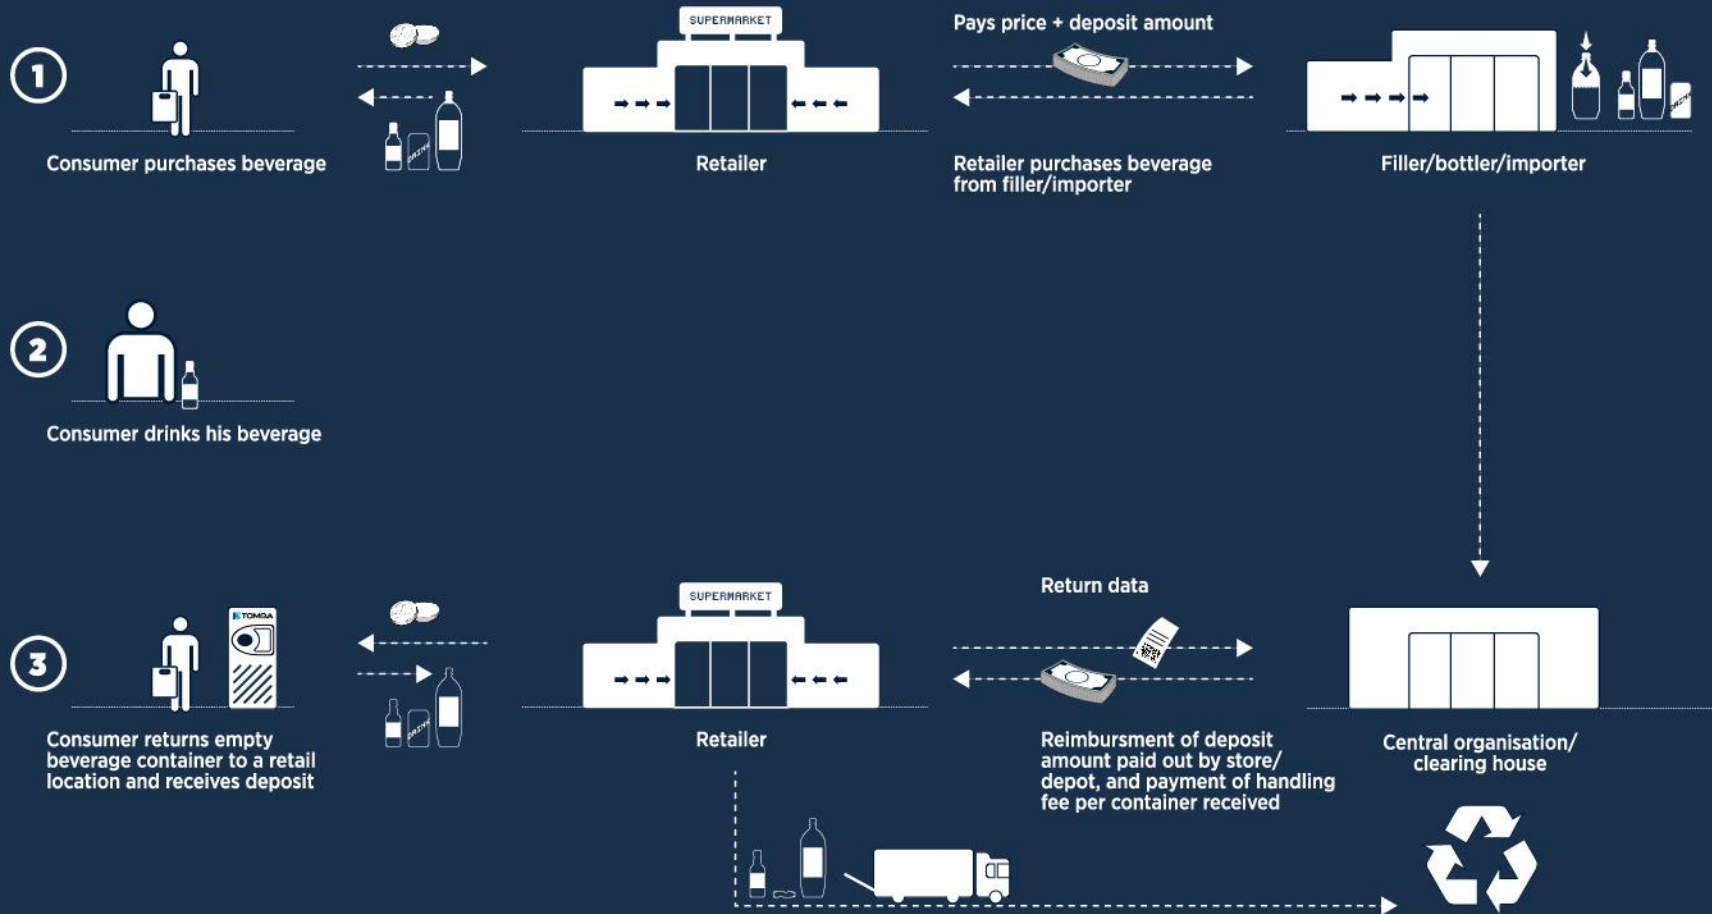 1
SUPERMARKET
Pays price + deposit amount
DRINK
DRINK
Consumer purchases beverage
Retailer
Retailer purchases beverage
from filler/importer
Filler/bottler/importer
2
Consumer drinks his beverage
3
TOMRA
SUPERMARKET
Return data
DRINK
Consumer returns empty
beverage container to a retail
location and receives deposit
Retailer
Reimbursment of deposit
amount paid out by store/
depot, and payment of handling
fee per container received
Central organisation/
clearing house